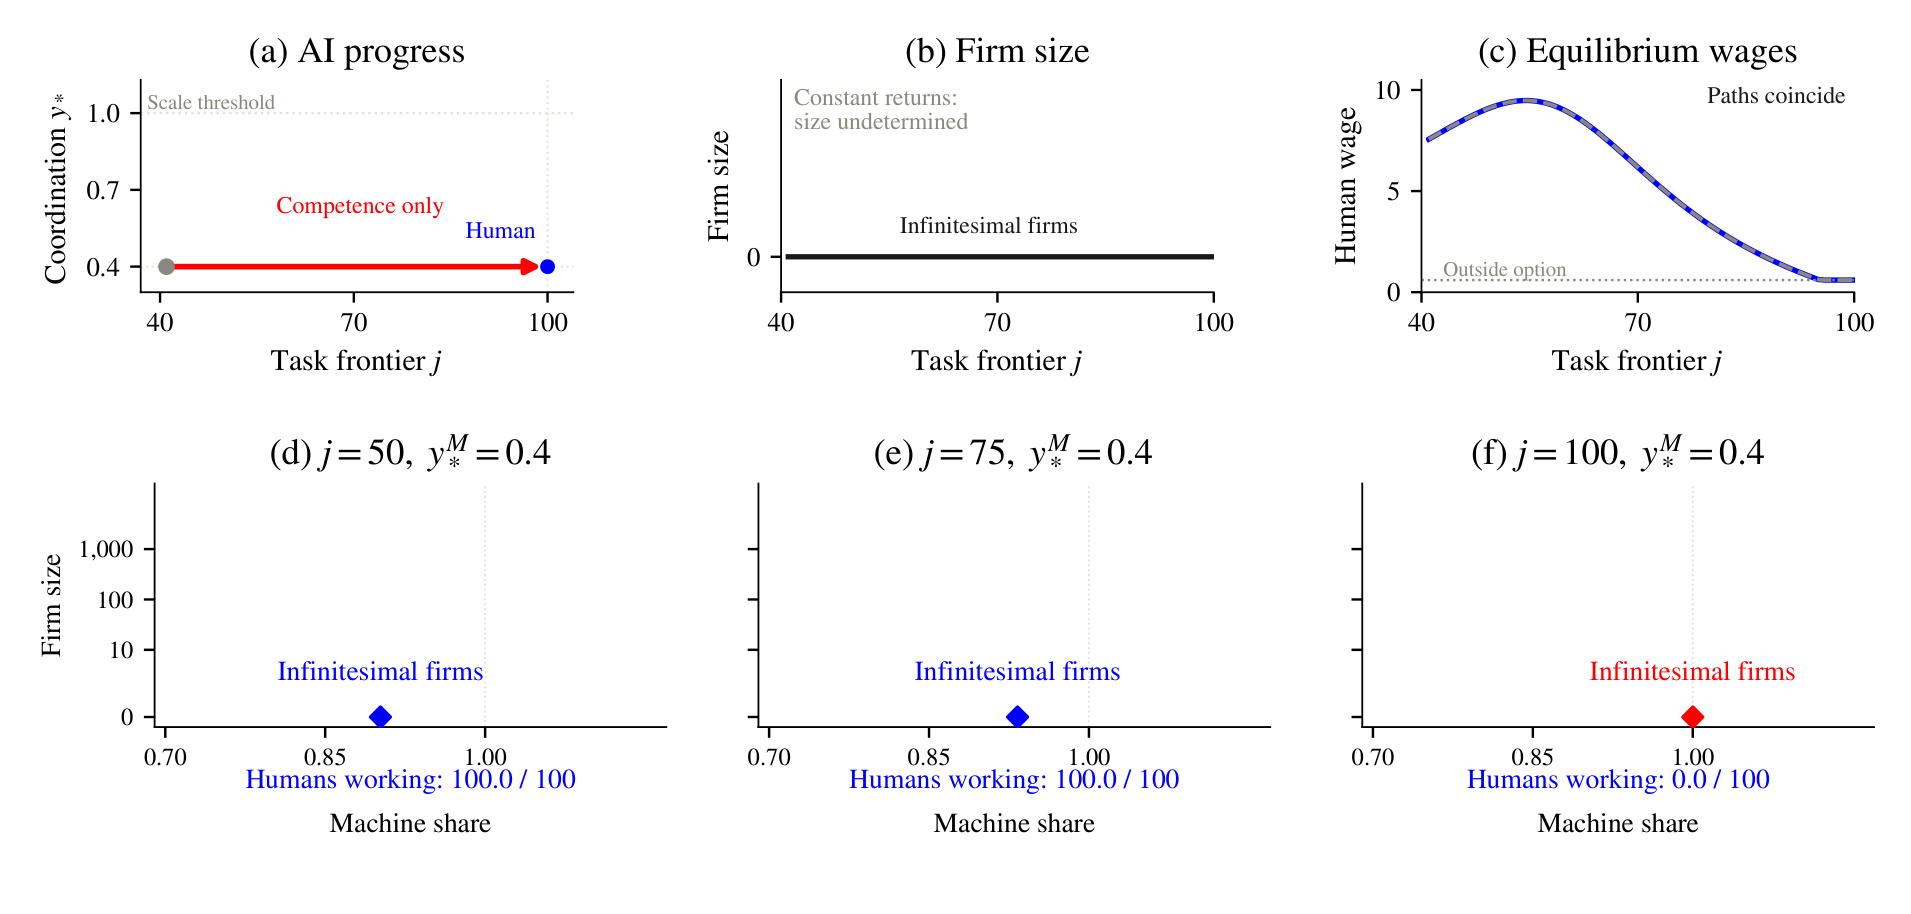 (a) AI progress
Coordination y*
1.0
0.7
0.4
Scale threshold
Competence only
Human
40
70
100
Task frontier j
(b) Firm size
Firm size
0
Constant returns:
size undetermined
Infinitesimal firms
40
70
100
Task frontier j
(c) Equilibrium wages
Human wage
10
5
0
Paths coincide
Outside option
40
70
100
Task frontier j
(d) j = 50, y*^M = 0.4
Firm size
1,000
100
10
0
Infinitesimal firms
0.70
0.85
1.00
Humans working: 100.0 / 100
Machine share
(e) j = 75, y*^M = 0.4
Infinitesimal firms
0.70
0.85
1.00
Humans working: 100.0 / 100
Machine share
(f) j = 100, y*^M = 0.4
Infinitesimal firms
0.70
0.85
1.00
Humans working: 0.0 / 100
Machine share